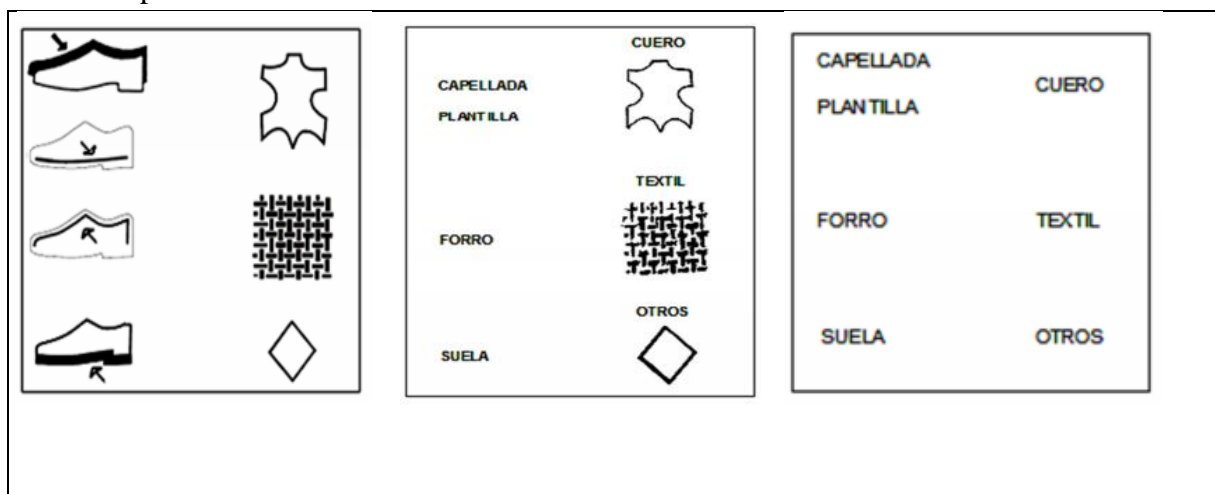 CUERO
CAPELLADA
PLANTILLA
TEXTIL
FORRO
OTROS
SUELA
CAPELLADA
CUERO
PLANTILLA
FORRO TEXTIL
SUELA OTROS